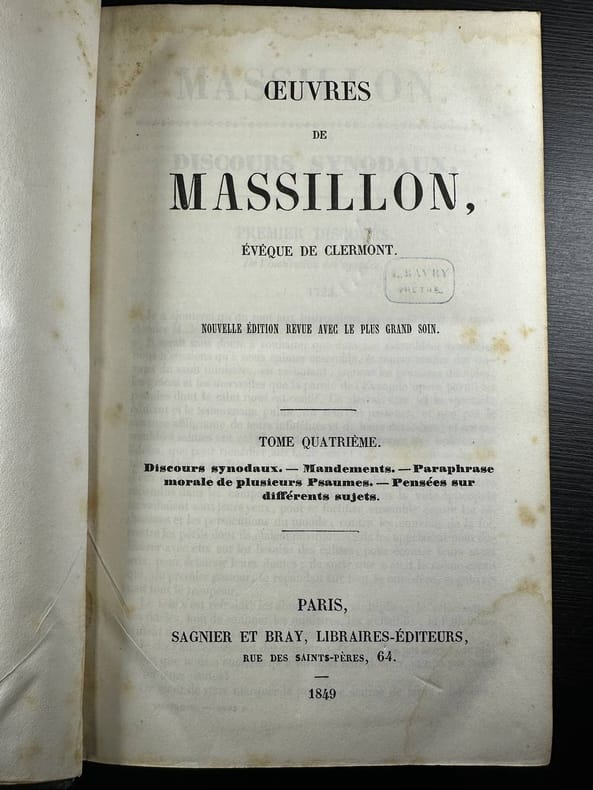 ŒUVRES
DE
MASSILLON,
ÉVÊQUE DE CLERMONT.
PRÊTRE
NOUVELLE ÉDITION REVUE AVEC LE PLUS GRAND SOIN.
TOME QUATRIÈME.
Discours synodaux. — Mandements. — Paraphrase
morale de plusieurs Psaumes. — Pensées sur
différents sujets.
PARIS,
SAGNIER ET BRAY, LIBRAIRES-ÉDITEURS,
RUE DES SAINTS-PÈRES, 64.
1849